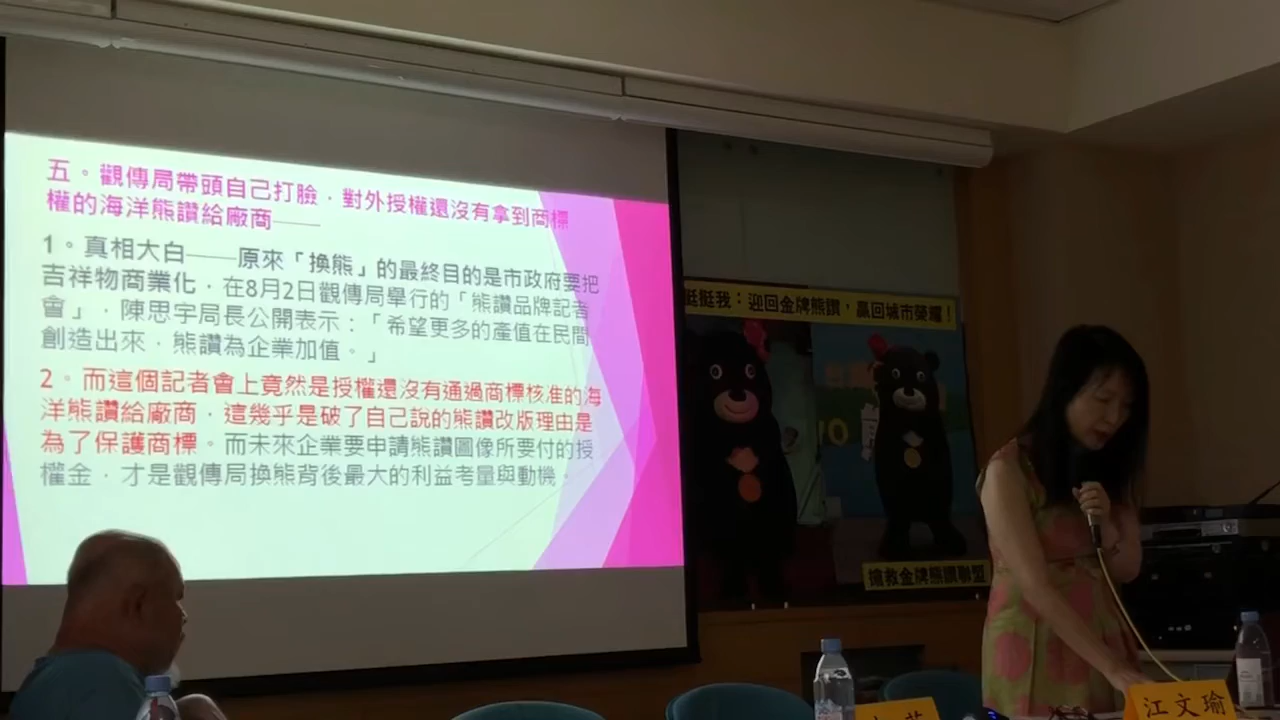 五。觀傳局帶頭自己打臉，對外授權還沒有拿到商標
權的海洋熊讚給廠商——
1。真相大白——原來「換熊」的最終目的是市政府要把
吉祥物商業化，在8月2日觀傳局舉行的「熊讚品牌記者
會」，陳思宇局長公開表示：「希望更多的產值在民間
創造出來，熊讚為企業加值。」
2。而這個記者會上竟然是授權還沒有通過商標核准的海
洋熊讚給廠商，這幾乎是破了自己說的熊讚改版理由是
為了保護商標。而未來企業要申請熊讚圖像所要付的授
權金，才是觀傳局換熊背後最大的利益考量與動機。
挺挺我：迎回金牌熊讚，贏回城市榮耀！
搶救金牌熊讚聯盟
江文瑜